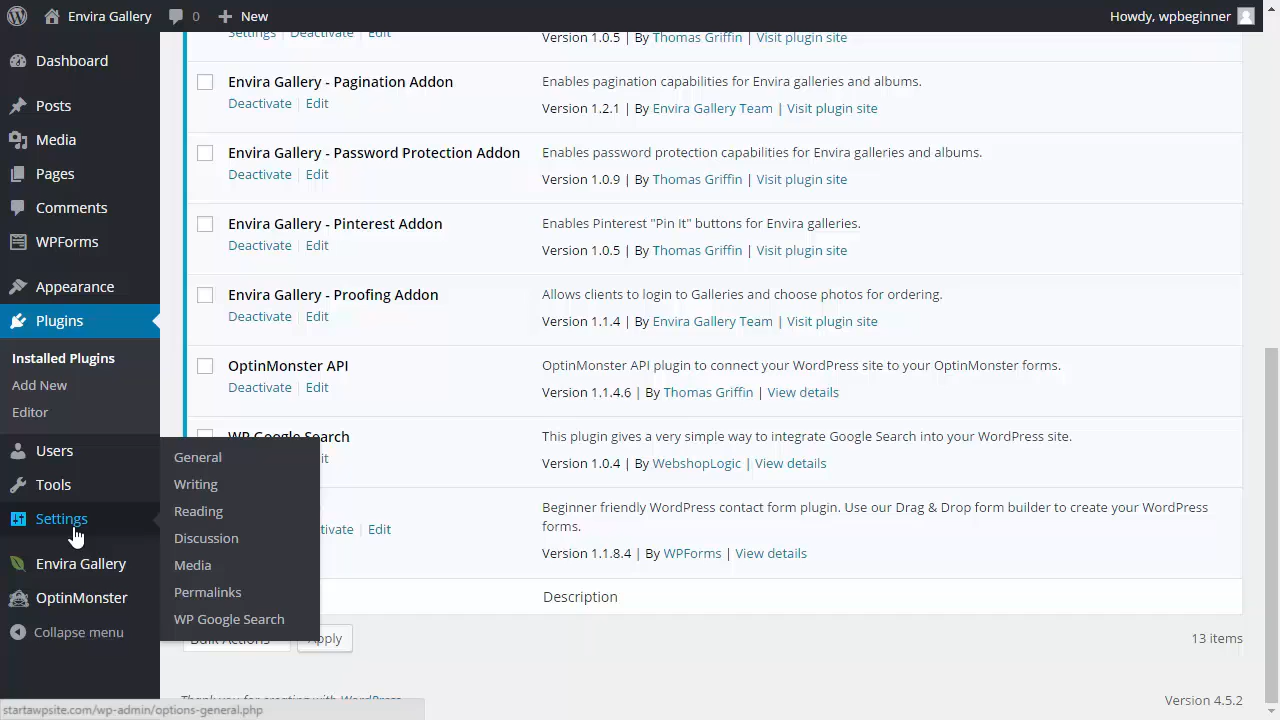 Envira Gallery
0
New
Howdy, wpbeginner
Dashboard
Posts
Media
Pages
Comments
WPForms
Appearance
Plugins
Installed Plugins
Add New
Editor
Users
Tools
Settings
Envira Gallery
OptinMonster
Collapse menu
General
Writing
Reading
Discussion
Media
Permalinks
WP Google Search
Settings | Deactivate | Edit
Version 1.0.5 | By Thomas Griffin | Visit plugin site
Envira Gallery - Pagination Addon
Deactivate | Edit
Enables pagination capabilities for Envira galleries and albums.
Version 1.2.1 | By Envira Gallery Team | Visit plugin site
Envira Gallery - Password Protection Addon
Deactivate | Edit
Enables password protection capabilities for Envira galleries and albums.
Version 1.0.9 | By Thomas Griffin | Visit plugin site
Envira Gallery - Pinterest Addon
Deactivate | Edit
Enables Pinterest "Pin It" buttons for Envira galleries.
Version 1.0.5 | By Thomas Griffin | Visit plugin site
Envira Gallery - Proofing Addon
Deactivate | Edit
Allows clients to login to Galleries and choose photos for ordering.
Version 1.1.4 | By Envira Gallery Team | Visit plugin site
OptinMonster API
Deactivate | Edit
OptinMonster API plugin to connect your WordPress site to your OptinMonster forms.
Version 1.1.4.6 | By Thomas Griffin | View details
WP Google Search
This plugin gives a very simple way to integrate Google Search into your WordPress site.
Version 1.0.4 | By WebshopLogic | View details
Edit
Beginner friendly WordPress contact form plugin. Use our Drag & Drop form builder to create your WordPress
forms.
Version 1.1.8.4 | By WPForms | View details
Description
Bulk Actions
Apply
13 items
Thank you for creating with WordPress.
Version 4.5.2
startawpsite.com/wp-admin/options-general.php